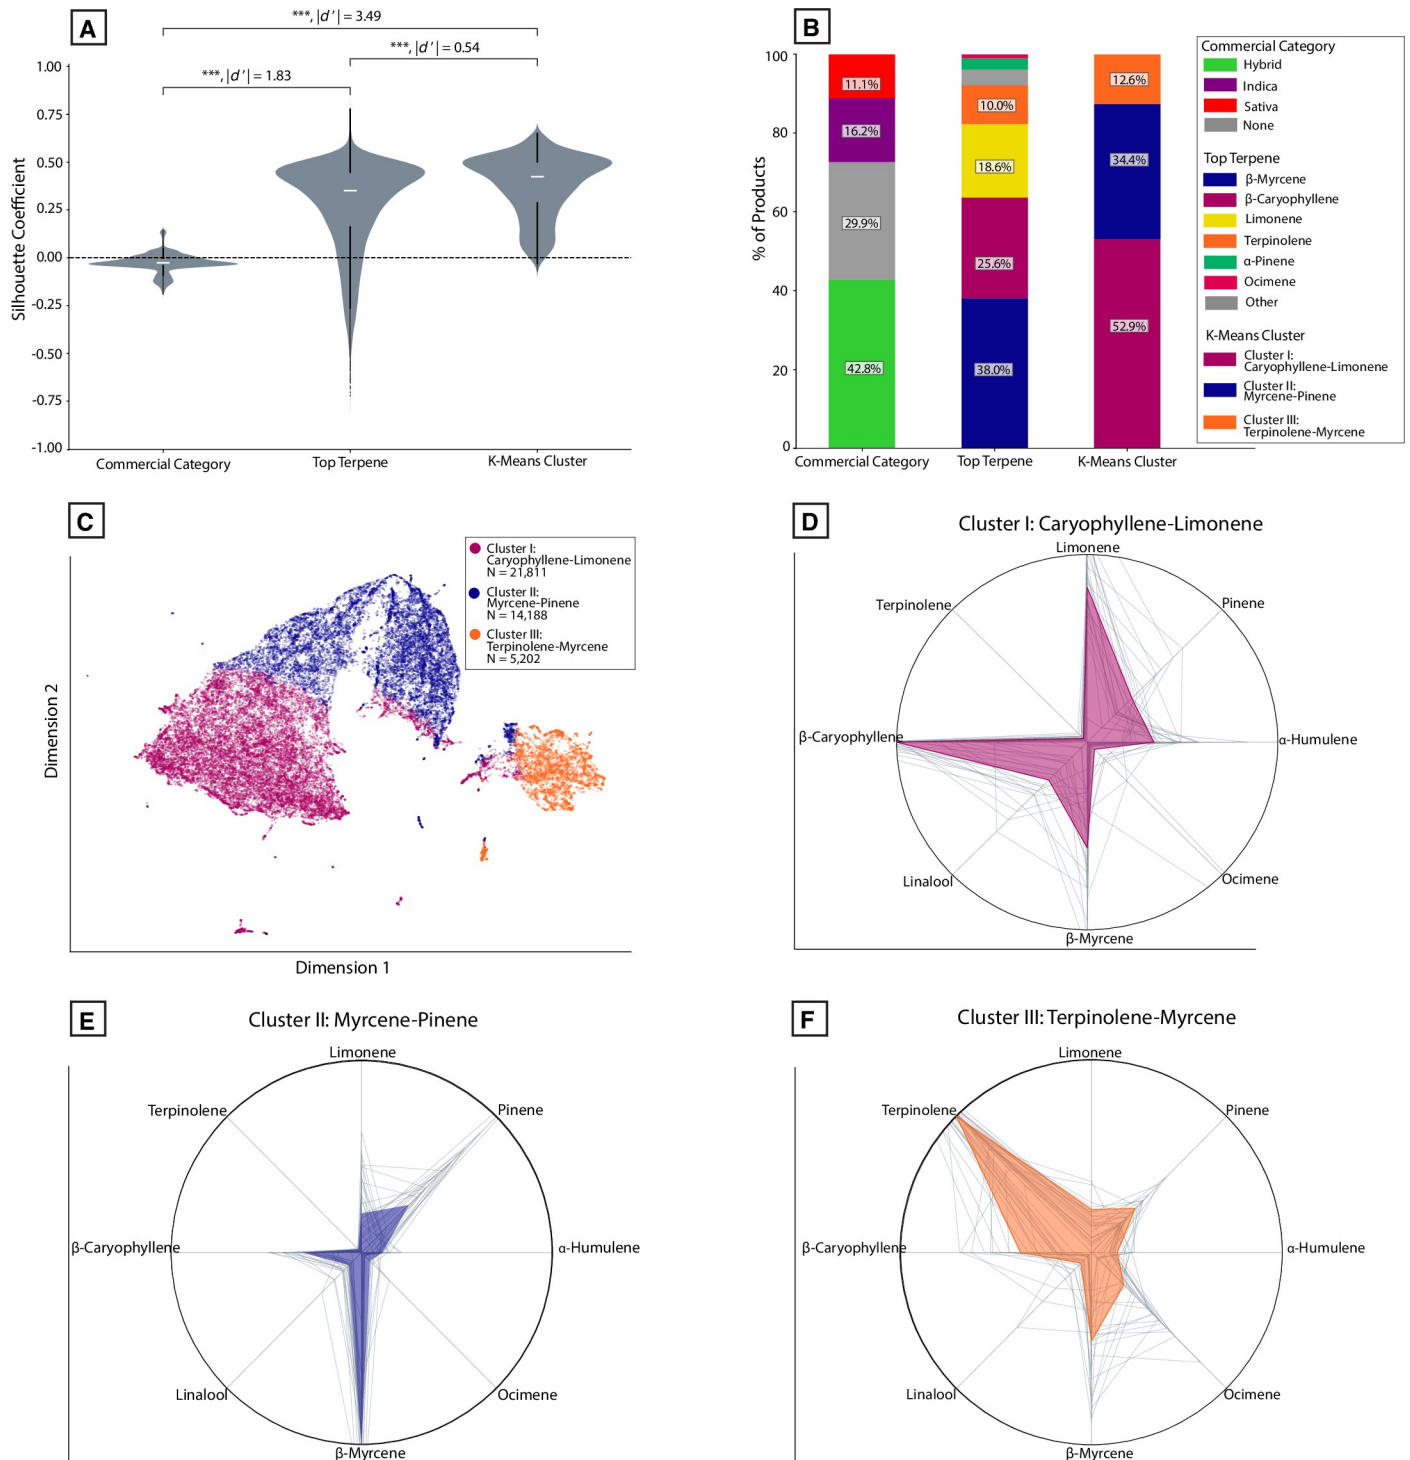 A
***, |d ′| = 3.49
***, |d ′| = 0.54
***, |d ′| = 1.83
Silhouette Coefficient
1.00
0.75
0.50
0.25
0.00
-0.25
-0.50
-0.75
-1.00
Commercial Category
Top Terpene
K-Means Cluster
B
% of Products
100
80
60
40
20
0
11.1%
16.2%
29.9%
42.8%
10.0%
18.6%
25.6%
38.0%
12.6%
34.4%
52.9%
Commercial Category
Top Terpene
K-Means Cluster
Commercial Category
Hybrid
Indica
Sativa
None
Top Terpene
β-Myrcene
β-Caryophyllene
Limonene
Terpinolene
α-Pinene
Ocimene
Other
K-Means Cluster
Cluster I:
Caryophyllene-Limonene
Cluster II:
Myrcene-Pinene
Cluster III:
Terpinolene-Myrcene
C
Cluster I:
Caryophyllene-Limonene
N = 21,811
Cluster II:
Myrcene-Pinene
N = 14,188
Cluster III:
Terpinolene-Myrcene
N = 5,202
Dimension 2
Dimension 1
D
Cluster I: Caryophyllene-Limonene
Limonene
Terpinolene
Pinene
β-Caryophyllene
α-Humulene
Linalool
Ocimene
β-Myrcene
E
Cluster II: Myrcene-Pinene
Limonene
Terpinolene
Pinene
β-Caryophyllene
α-Humulene
Linalool
Ocimene
β-Myrcene
F
Cluster III: Terpinolene-Myrcene
Limonene
Terpinolene
Pinene
β-Caryophyllene
α-Humulene
Linalool
Ocimene
β-Myrcene